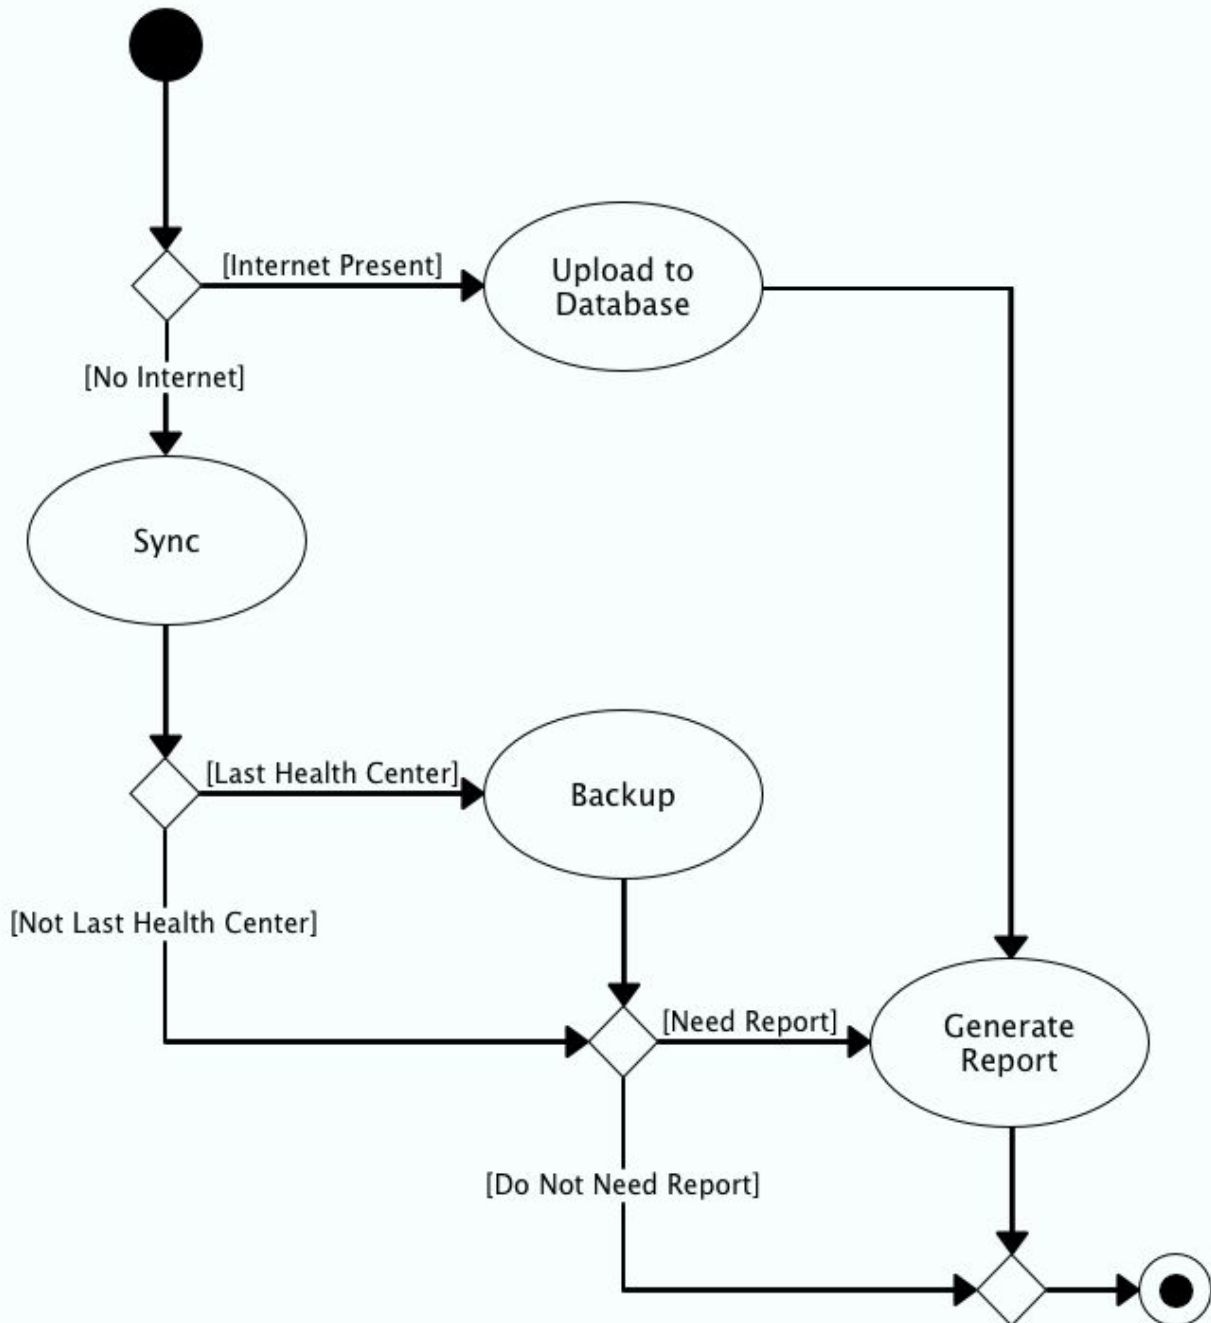 [Internet Present]
Upload to
Database
[No Internet]
Sync
[Last Health Center]
Backup
[Not Last Health Center]
[Need Report]
Generate
Report
[Do Not Need Report]